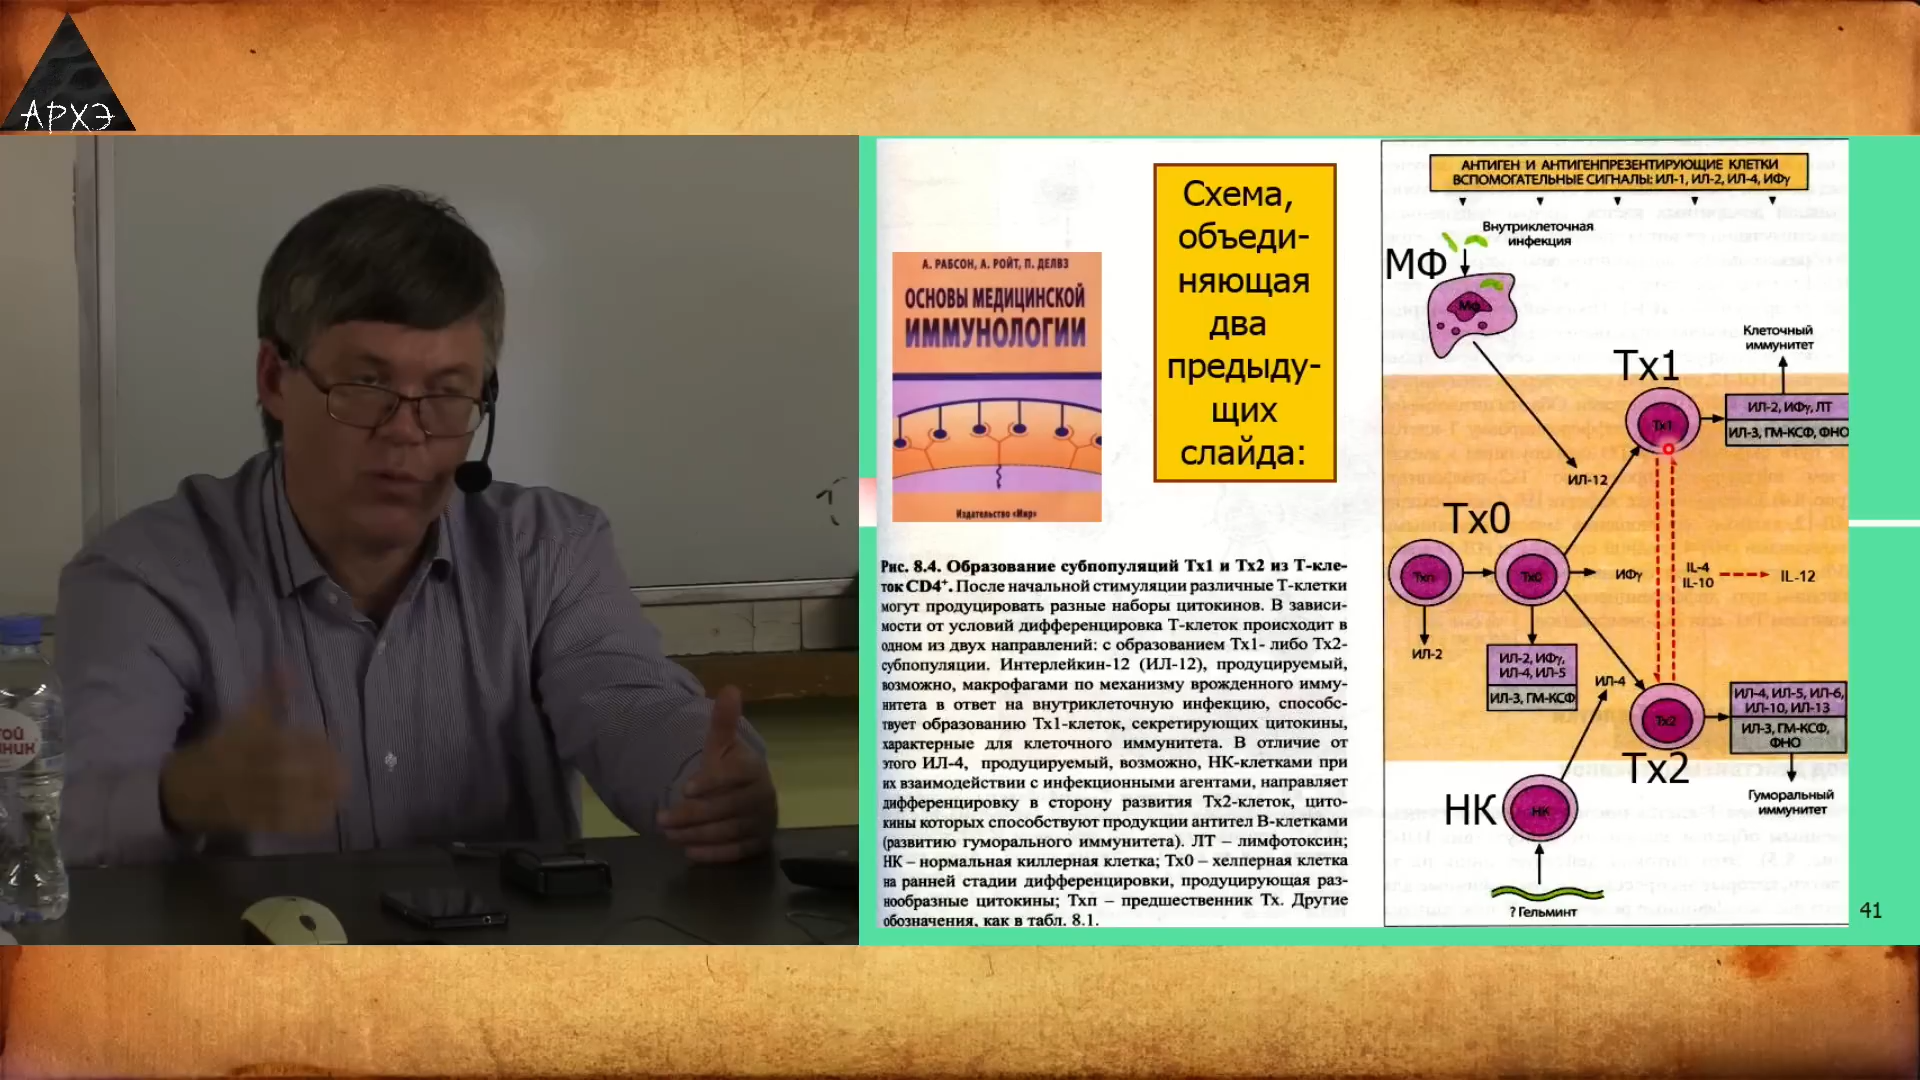 АРХЭ
А. РАБСОН, А. РОЙТ, П. ДЕЛВЗ
ОСНОВЫ МЕДИЦИНСКОЙ
ИММУНОЛОГИИ
Издательство «Мир»
Схема,
объеди-
няющая
два
предыду-
щих
слайда:
Рис. 8.4. Образование субпопуляций Тх1 и Тх2 из Т-кле-
ток CD4⁺. После начальной стимуляции различные Т-клетки
могут продуцировать разные наборы цитокинов. В зависи-
мости от условий дифференцировка Т-клеток происходит в
одном из двух направлений: с образованием Тх1- либо Тх2-
субпопуляции. Интерлейкин-12 (ИЛ-12), продуцируемый,
возможно, макрофагами по механизму врожденного имму-
нитета в ответ на внутриклеточную инфекцию, способс-
твует образованию Тх1-клеток, секретирующих цитокины,
характерные для клеточного иммунитета. В отличие от
этого ИЛ-4, продуцируемый, возможно, НК-клетками при
их взаимодействии с инфекционными агентами, направляет
дифференцировку в сторону развития Тх2-клеток, цито-
кины которых способствуют продукции антител В-клетками
(развитию гуморального иммунитета). ЛТ – лимфотоксин;
НК – нормальная киллерная клетка; Тх0 – хелперная клетка
на ранней стадии дифференцировки, продуцирующая раз-
нообразные цитокины; Тхп – предшественник Тх. Другие
обозначения, как в табл. 8.1.
АНТИГЕН И АНТИГЕНПРЕЗЕНТИРУЮЩИЕ КЛЕТКИ
ВСПОМОГАТЕЛЬНЫЕ СИГНАЛЫ: ИЛ-1, ИЛ-2, ИЛ-4, ИФγ
Внутриклеточная
инфекция
МФ
Мф
Клеточный
иммунитет
Тх1
Тх1
ИЛ-2, ИФγ, ЛТ
ИЛ-3, ГМ-КСФ, ФНО
ИЛ-12
Тх0
Тхп
Тх0
ИФγ
IL-4
IL-10
IL-12
ИЛ-2
ИЛ-2, ИФγ,
ИЛ-4, ИЛ-5
ИЛ-3, ГМ-КСФ
ИЛ-4
Тх2
ИЛ-4, ИЛ-5, ИЛ-6,
ИЛ-10, ИЛ-13
ИЛ-3, ГМ-КСФ,
ФНО
Тх2
НК
НК
Гуморальный
иммунитет
? Гельминт
41